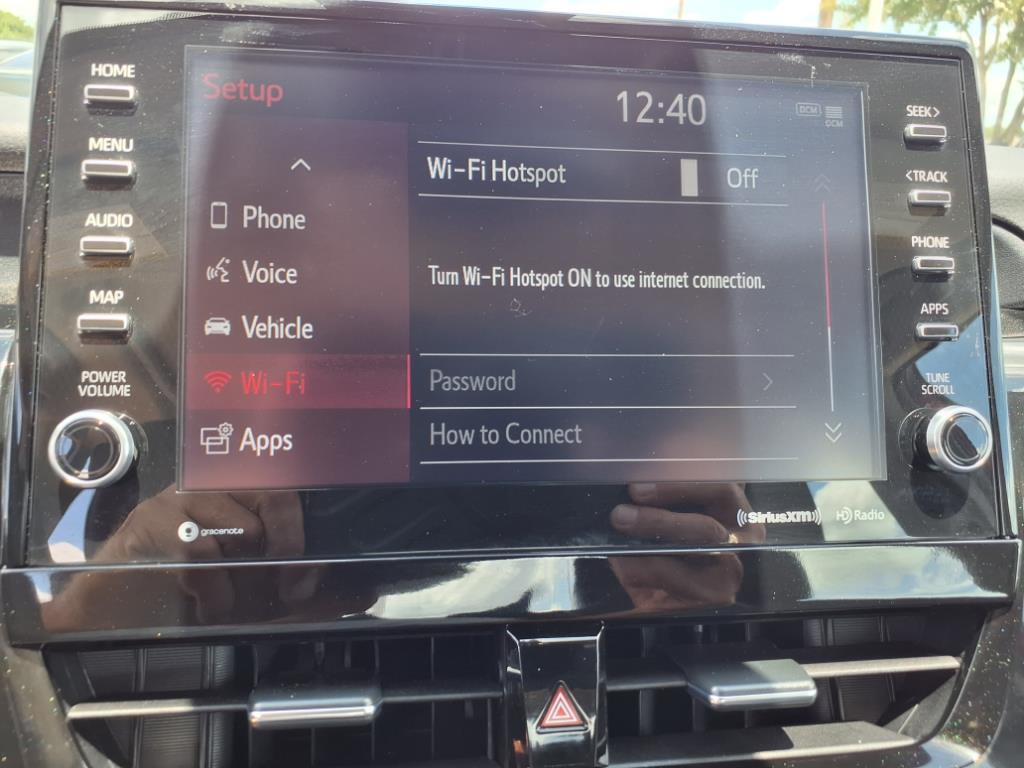 HOME
MENU
AUDIO
MAP
POWER
VOLUME
Setup
12:40
DCM
DCM
Phone
Voice
Vehicle
Wi-Fi
Apps
Wi-Fi Hotspot
Off
Turn Wi-Fi Hotspot ON to use internet connection.
Password
How to Connect
SEEK>
<TRACK
PHONE
APPS
TUNE
SCROLL
gracenote
SiriusXM
HD Radio